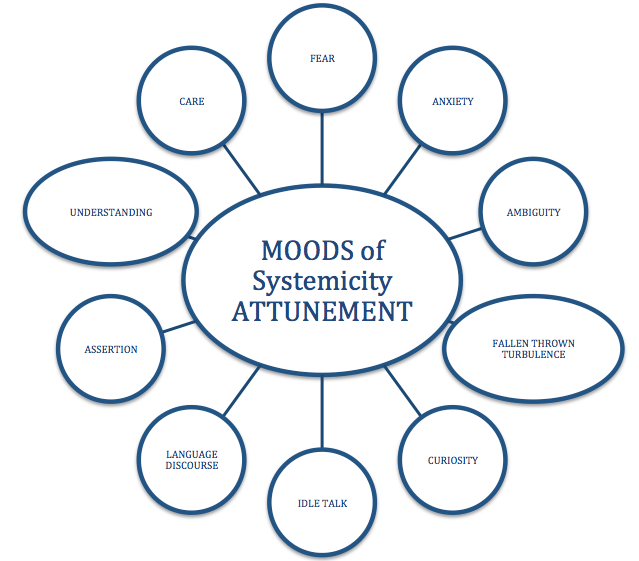 FEAR
CARE
ANXIETY
UNDERSTANDING
AMBIGUITY
MOODS of
Systemicity
ATTUNEMENT
ASSERTION
FALLEN THROWN
TURBULENCE
LANGUAGE
DISCOURSE
CURIOSITY
IDLE TALK